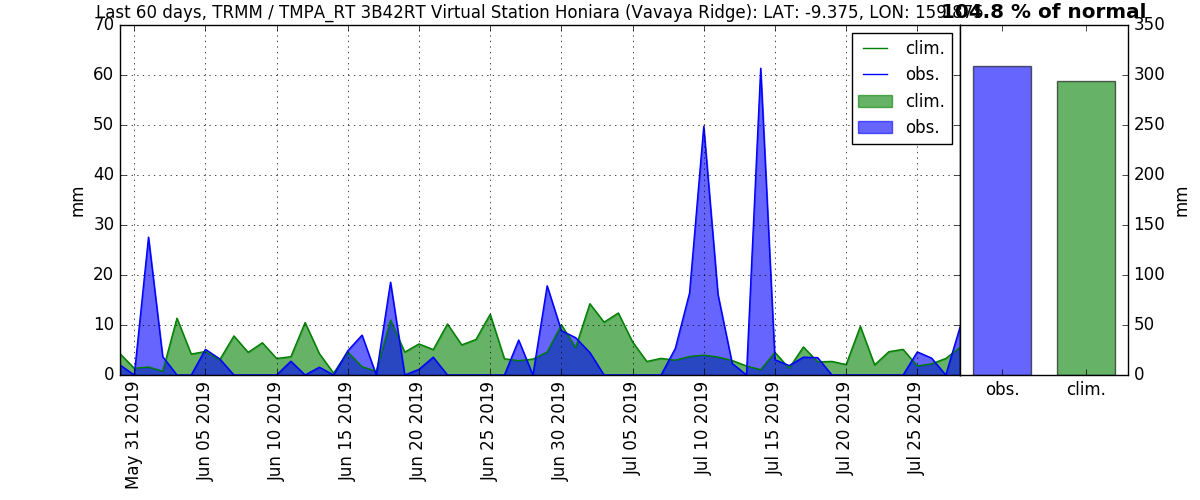 Last 60 days, TRMM / TMPA_RT 3B42RT Virtual Station Honiara (Vavaya Ridge): LAT: -9.375, LON:
104.8 % of normal
70
60
50
40
30
20
10
0
mm
clim.
obs.
clim.
obs.
350
300
250
200
150
100
50
0
mm
May 31 2019
Jun 05 2019
Jun 10 2019
Jun 15 2019
Jun 20 2019
Jun 25 2019
Jun 30 2019
Jul 05 2019
Jul 10 2019
Jul 15 2019
Jul 20 2019
Jul 25 2019
obs.
clim.